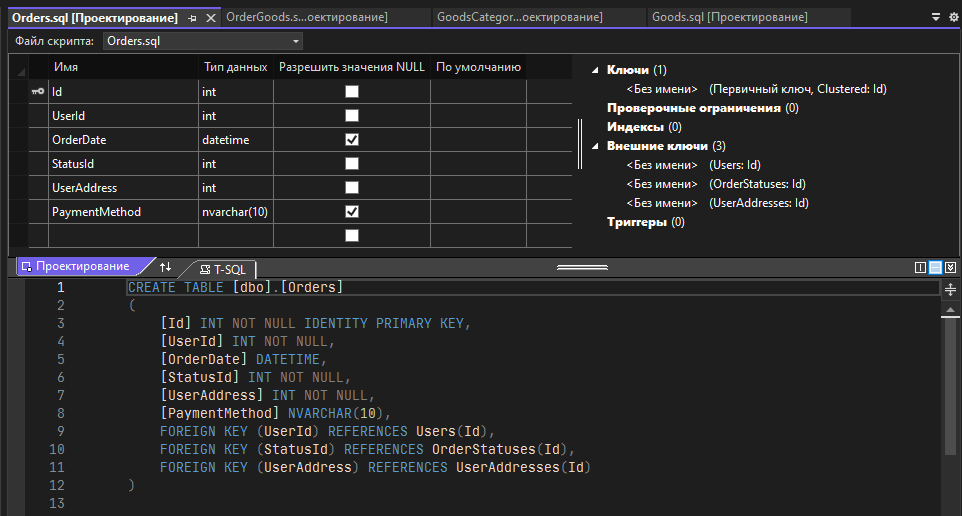 Orders.sql [Проектирование] OrderGoods.s...оектирование] GoodsCategor...оектирование] Goods.sql [Проектирование]
Файл скрипта: Orders.sql
Имя Тип данных Разрешить значения NULL По умолчанию
Id int
UserId int
OrderDate datetime
StatusId int
UserAddress int
PaymentMethod nvarchar(10)
Ключи (1)
<Без имени> (Первичный ключ, Clustered: Id)
Проверочные ограничения (0)
Индексы (0)
Внешние ключи (3)
<Без имени> (Users: Id)
<Без имени> (OrderStatuses: Id)
<Без имени> (UserAddresses: Id)
Триггеры (0)
Проектирование T-SQL
1 CREATE TABLE [dbo].[Orders]
2 (
3 [Id] INT NOT NULL IDENTITY PRIMARY KEY,
4 [UserId] INT NOT NULL,
5 [OrderDate] DATETIME,
6 [StatusId] INT NOT NULL,
7 [UserAddress] INT NOT NULL,
8 [PaymentMethod] NVARCHAR(10),
9 FOREIGN KEY (UserId) REFERENCES Users(Id),
10 FOREIGN KEY (StatusId) REFERENCES OrderStatuses(Id),
11 FOREIGN KEY (UserAddress) REFERENCES UserAddresses(Id)
12 )
13